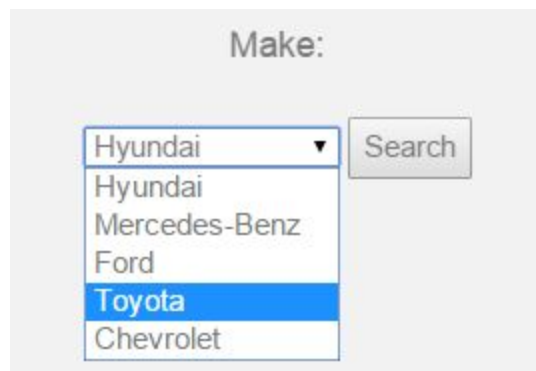 Make:
Hyundai Search
Hyundai
Mercedes-Benz
Ford
Toyota
Chevrolet